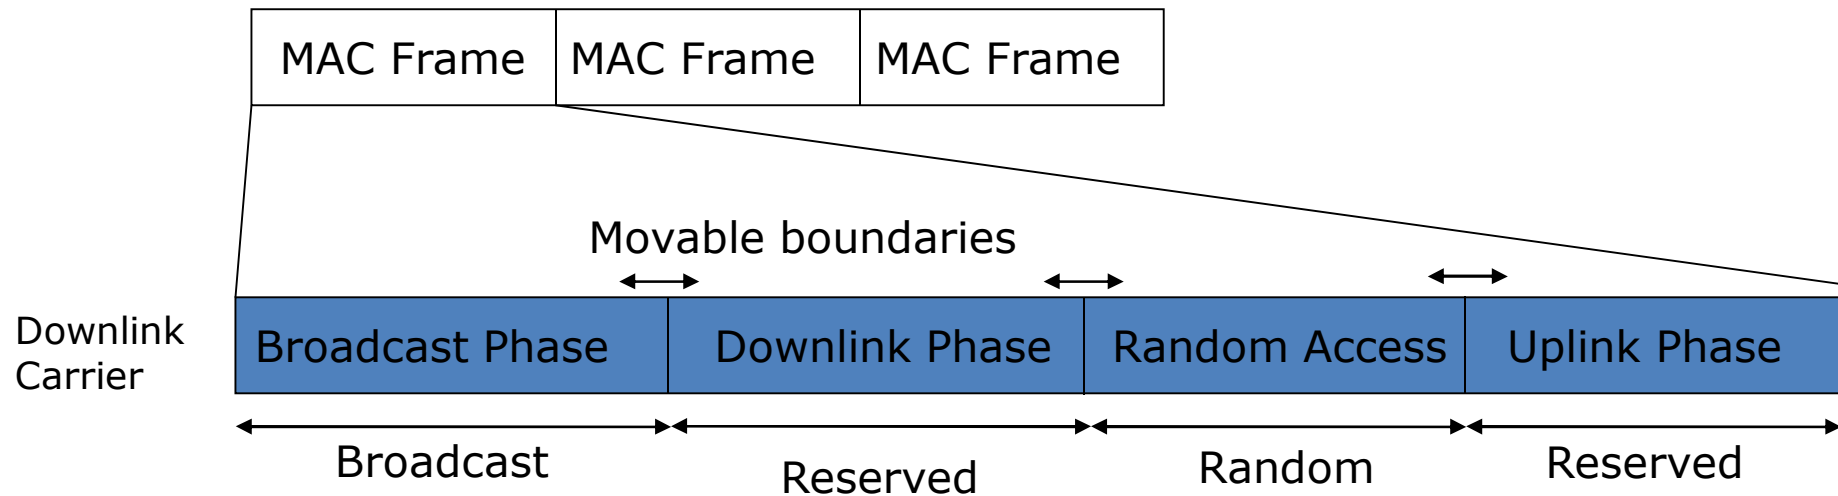 MAC Frame MAC Frame MAC Frame
Movable boundaries
Downlink
Carrier
Broadcast Phase Downlink Phase Random Access Uplink Phase
Broadcast Reserved Random Reserved